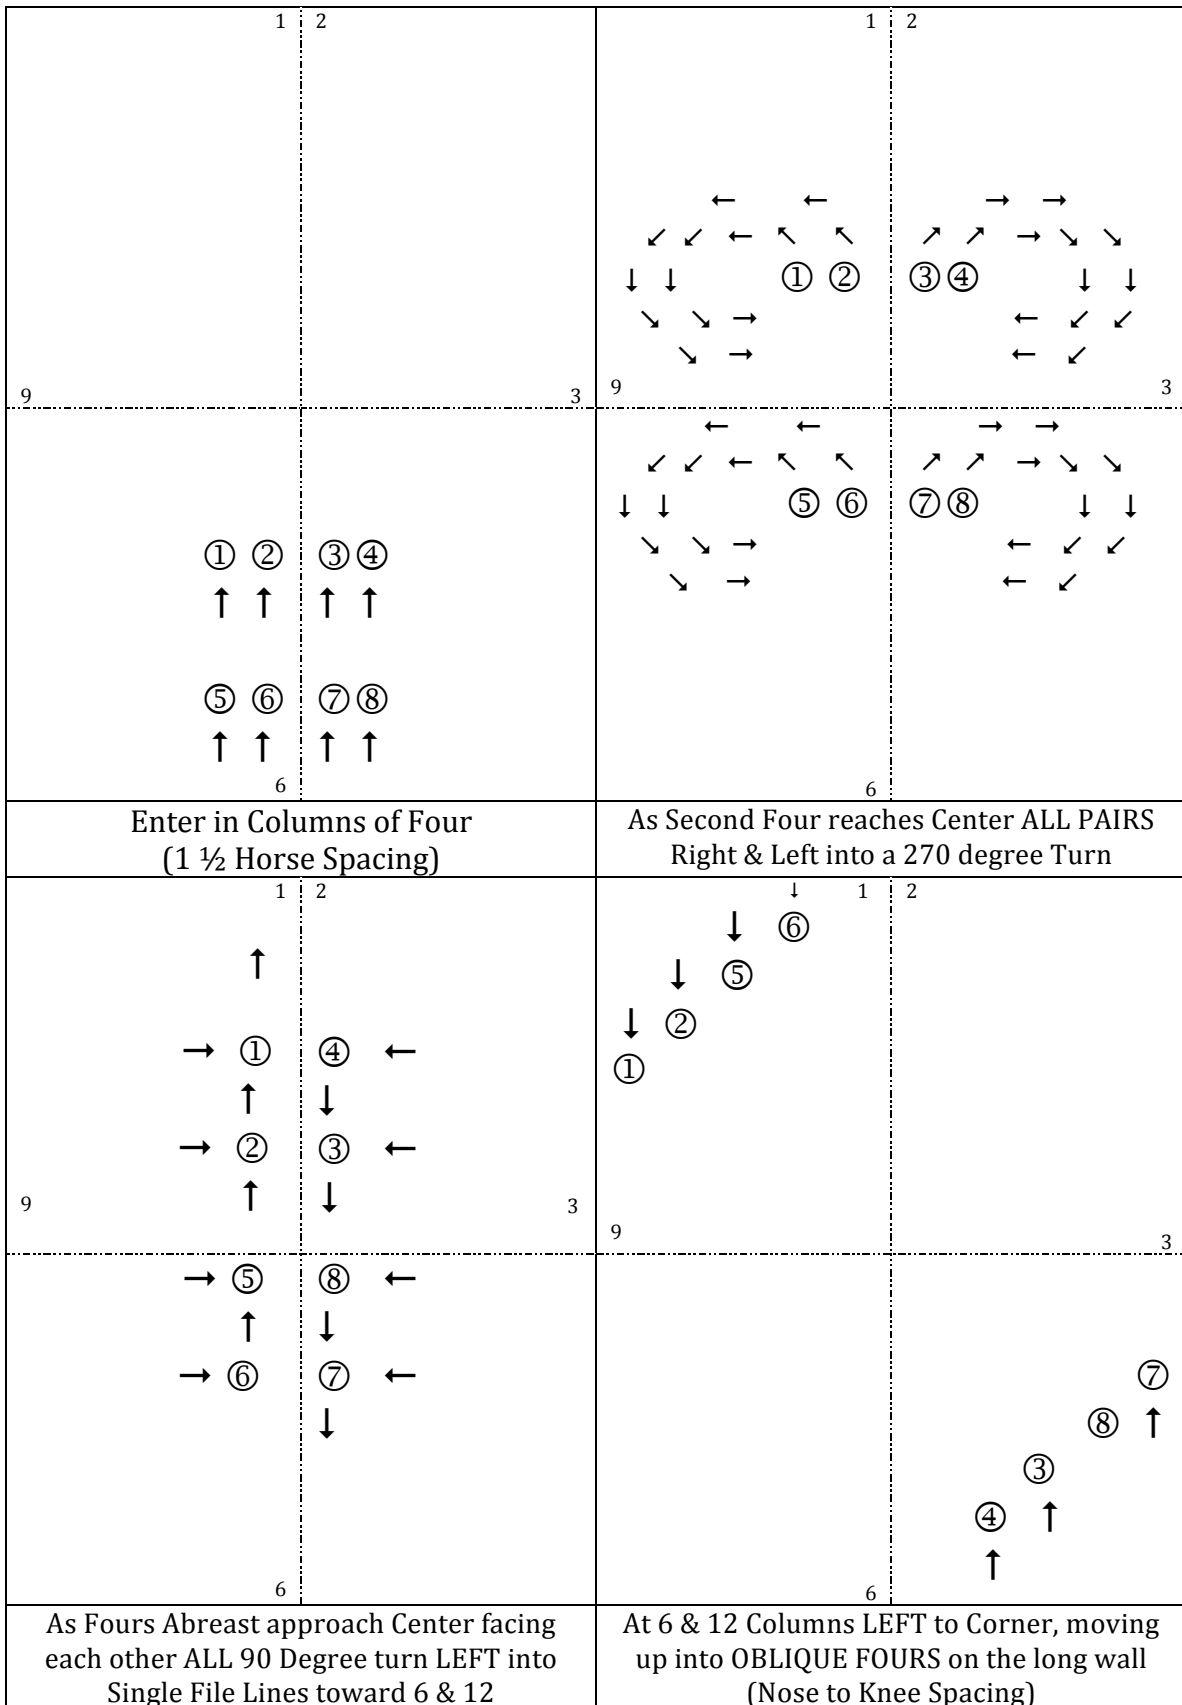 1 2
9 3
① ② ③ ④
⑤ ⑥ ⑦ ⑧
6
Enter in Columns of Four
(1 ½ Horse Spacing)
1 2
① ② ③ ④
9 3
⑤ ⑥ ⑦ ⑧
6
As Second Four reaches Center ALL PAIRS
Right & Left into a 270 degree Turn
1 2
① ④
② ③
9 3
⑤ ⑧
⑥ ⑦
6
As Fours Abreast approach Center facing
each other ALL 90 Degree turn LEFT into
Single File Lines toward 6 & 12
1 2
⑥
⑤
②
①
9 3
⑦
⑧
③
④
6
At 6 & 12 Columns LEFT to Corner, moving
up into OBLIQUE FOURS on the long wall
(Nose to Knee Spacing)